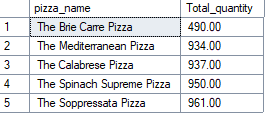 pizza_name Total_quantity
1 The Brie Carre Pizza 490.00
2 The Mediterranean Pizza 934.00
3 The Calabrese Pizza 937.00
4 The Spinach Supreme Pizza 950.00
5 The Soppressata Pizza 961.00